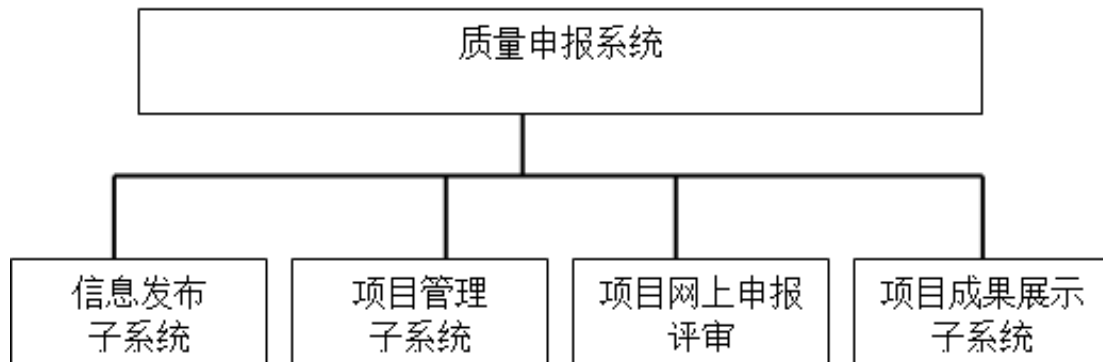 质量申报系统
信息发布
子系统
项目管理
子系统
项目网上申报
评审
项目成果展示
子系统